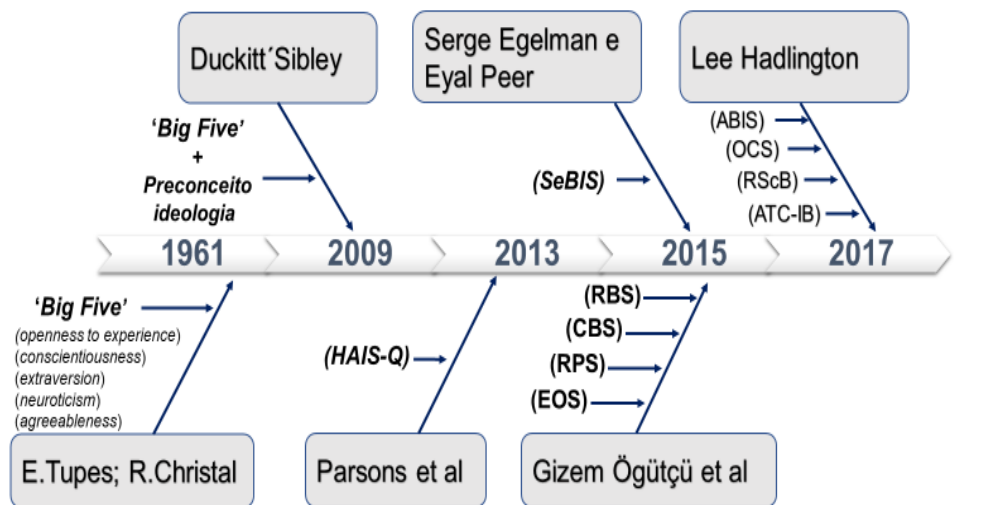 Duckitt´Sibley
Serge Egelman e
Eyal Peer
Lee Hadlington
‘Big Five’
+
Preconceito
ideologia
(SeBIS)
(ABIS)
(OCS)
(RScB)
(ATC-IB)
1961
2009
2013
2015
2017
‘Big Five’
(openness to experience)
(conscientiousness)
(extraversion)
(neuroticism)
(agreeableness)
(HAIS-Q)
(RBS)
(CBS)
(RPS)
(EOS)
E.Tupes; R.Christal
Parsons et al
Gizem Ögütçü et al